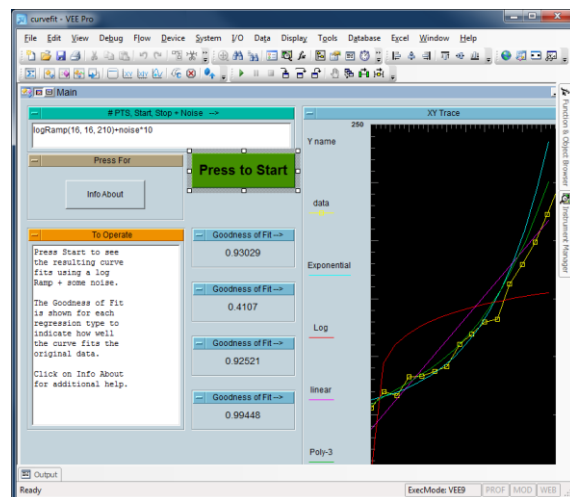 curvefit - VEE Pro
File Edit View Debug Flow Device System I/O Data Display Tools Database Excel Window Help
Main
# PTS, Start, Stop + Noise -->
logRamp(16, 16, 210)+noise*10
Press For
Info About
Press to Start
To Operate
Press Start to see
the resulting curve
fits using a log
Ramp + some noise.
The Goodness of Fit
is shown for each
regression type to
indicate how well
the curve fits the
original data.
Click on Info About
for additional help.
Goodness of Fit -->
0.93029
Goodness of Fit -->
0.4107
Goodness of Fit -->
0.92521
Goodness of Fit -->
0.99448
XY Trace
250
Y name
data
Exponential
Log
linear
Poly-3
Function & Object Browser
Instrument Manager
Output
Ready
ExecMode: VEE9 PROF MOD WEB